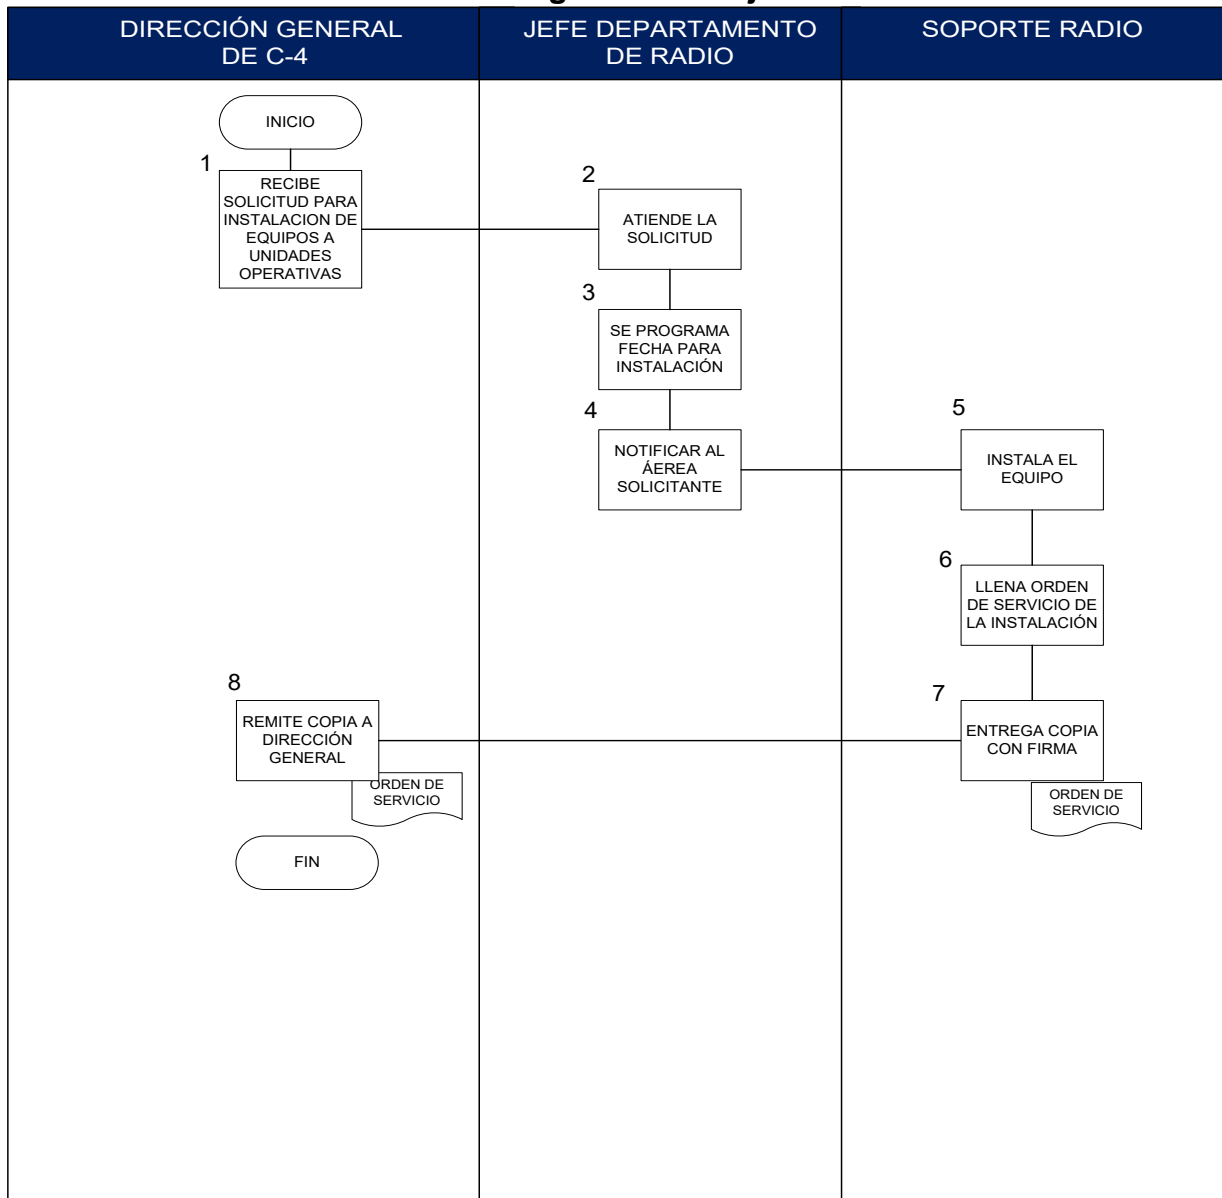 DIRECCIÓN GENERAL
DE C-4
JEFE DEPARTAMENTO
DE RADIO
SOPORTE RADIO
INICIO
1
RECIBE
SOLICITUD PARA
INSTALACION DE
EQUIPOS A
UNIDADES
OPERATIVAS
2
ATIENDE LA
SOLICITUD
3
SE PROGRAMA
FECHA PARA
INSTALACIÓN
4
NOTIFICAR AL
ÁEREA
SOLICITANTE
5
INSTALA EL
EQUIPO
6
LLENA ORDEN
DE SERVICIO DE
LA INSTALACIÓN
7
ENTREGA COPIA
CON FIRMA
ORDEN DE
SERVICIO
8
REMITE COPIA A
DIRECCIÓN
GENERAL
ORDEN DE
SERVICIO
FIN